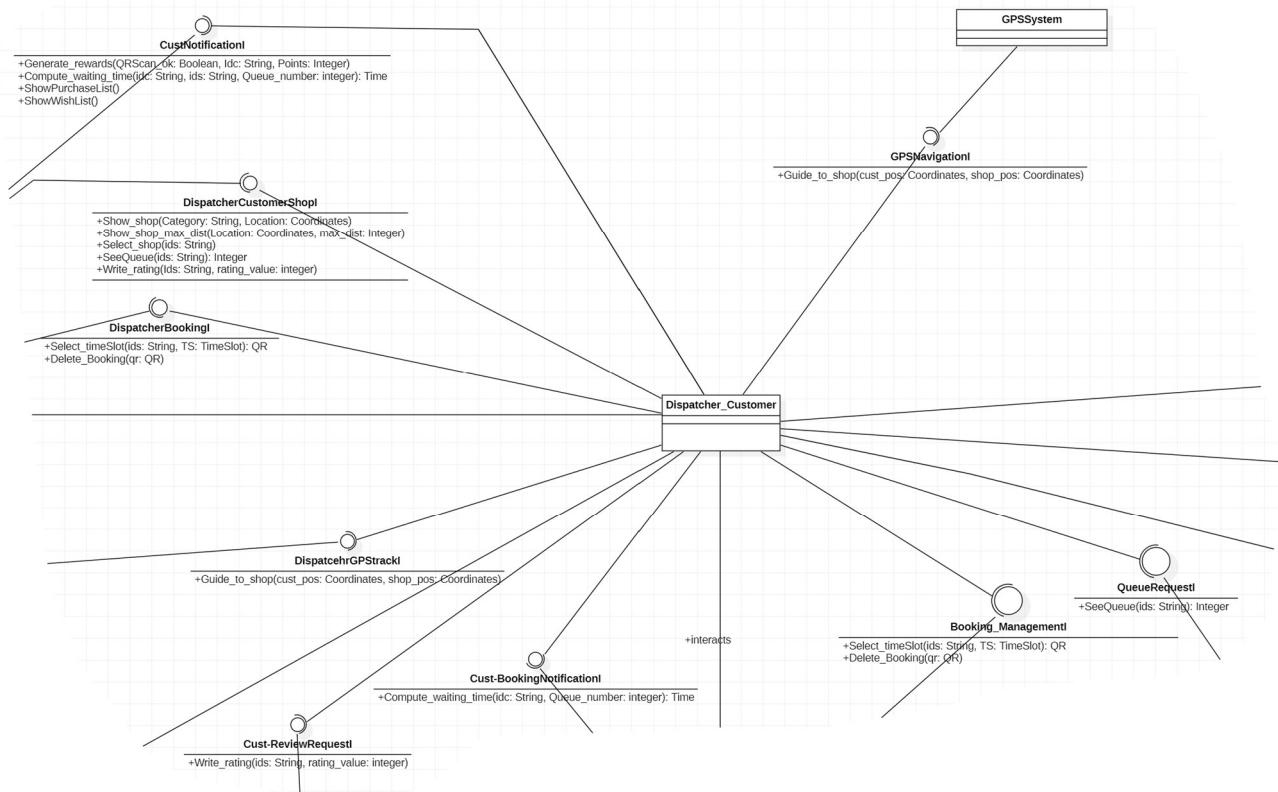 GPSSystem
CustNotificationI
+Generate_rewards(QRScan_ok: Boolean, Idc: String, Points: Integer)
+Compute_waiting_time(idc: String, ids: String, Queue_number: integer): Time
+ShowPurchaseList()
+ShowWishList()
GPSNavigationI
+Guide_to_shop(cust_pos: Coordinates, shop_pos: Coordinates)
DispatcherCustomerShopI
+Show_shop(Category: String, Location: Coordinates)
+Show_shop_max_dist(Location: Coordinates, max_dist: Integer)
+Select_shop(ids: String)
+SeeQueue(ids: String): Integer
+Write_rating(Ids: String, rating_value: integer)
DispatcherBookingI
+Select_timeSlot(ids: String, TS: TimeSlot): QR
+Delete_Booking(qr: QR)
Dispatcher_Customer
DispatcehrGPStrackI
+Guide_to_shop(cust_pos: Coordinates, shop_pos: Coordinates)
QueueRequestI
+SeeQueue(ids: String): Integer
Booking_ManagementI
+Select_timeSlot(ids: String, TS: TimeSlot): QR
+Delete_Booking(qr: QR)
+interacts
Cust-BookingNotificationI
+Compute_waiting_time(idc: String, Queue_number: integer): Time
Cust-ReviewRequestI
+Write_rating(ids: String, rating_value: integer)